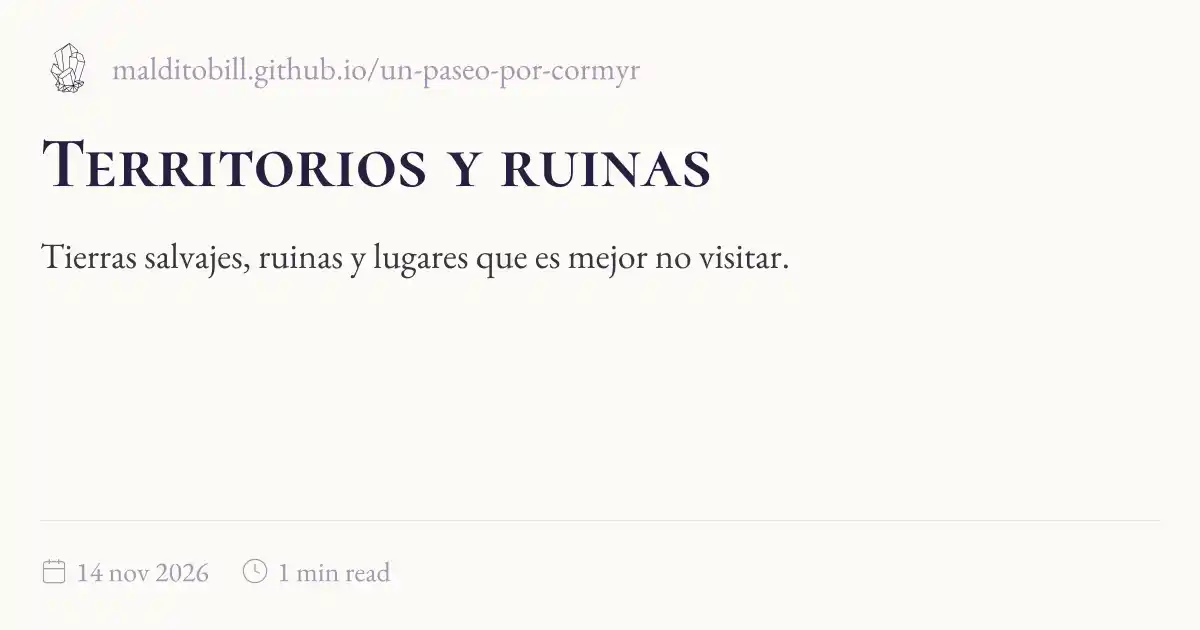 malditobill.github.io/un-paseo-por-cormyr
Territorios y ruinas
Tierras salvajes, ruinas y lugares que es mejor no visitar.
14 nov 2026 1 min read